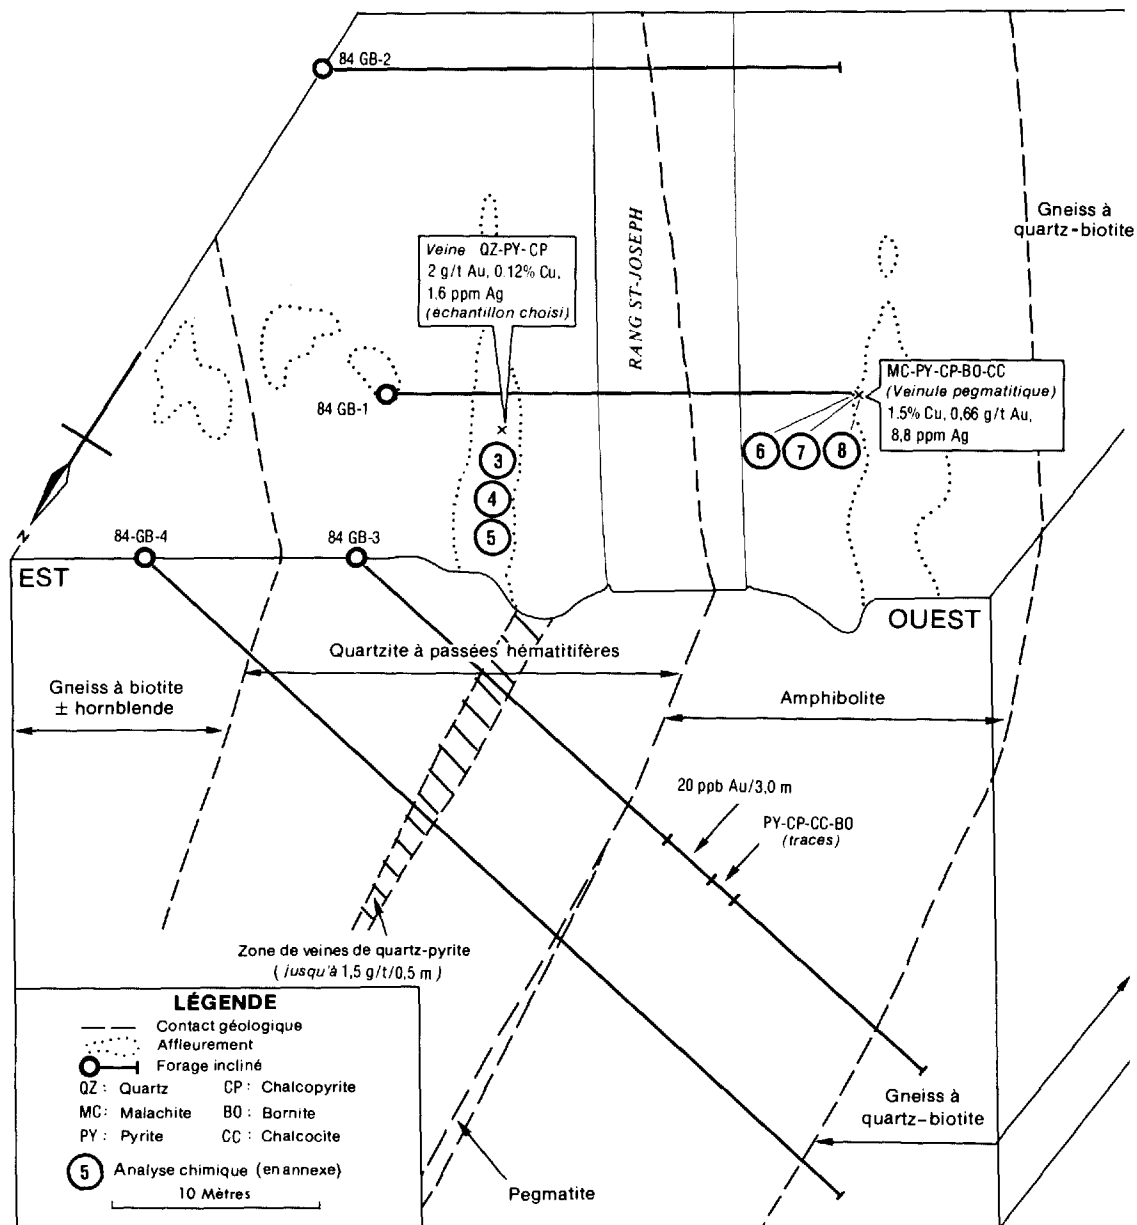 84 GB-2
Gneiss à
quartz-biotite
Veine QZ-PY-CP
2 g/t Au, 0.12% Cu,
1,6 ppm Ag
(echantillon choisi)
RANG ST-JOSEPH
MC-PY-CP-BO-CC
(Veinule pegmatitique)
1.5% Cu, 0,66 g/t Au,
8,8 ppm Ag
84 GB-1
3
4
5
6
7
8
N
84-GB-4
84 GB-3
EST
OUEST
Quartzite à passées hématitifères
Gneiss à biotite
± hornblende
Amphibolite
20 ppb Au/3,0 m
PY-CP-CC-BO
(traces)
Zone de veines de quartz-pyrite
( jusqu'à 1,5 g/t/0,5 m )
LÉGENDE
Contact géologique
Affleurement
Forage incliné
QZ : Quartz CP : Chalcopyrite
MC: Malachite BO : Bornite
PY : Pyrite CC : Chalcocite
5 Analyse chimique (en annexe)
10 Mètres
Gneiss à
quartz-biotite
Pegmatite